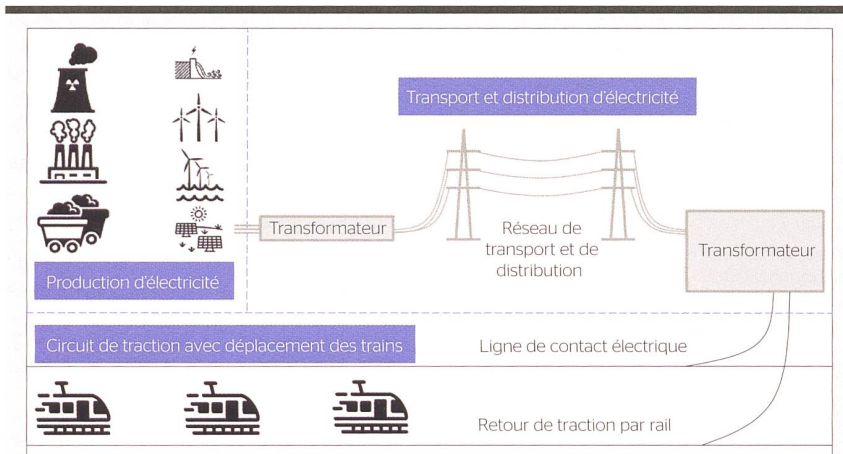 Transport et distribution d'électricité
Transformateur
Réseau de
transport et de
distribution
Transformateur
Production d'électricité
Circuit de traction avec déplacement des trains
Ligne de contact électrique
Retour de traction par rail